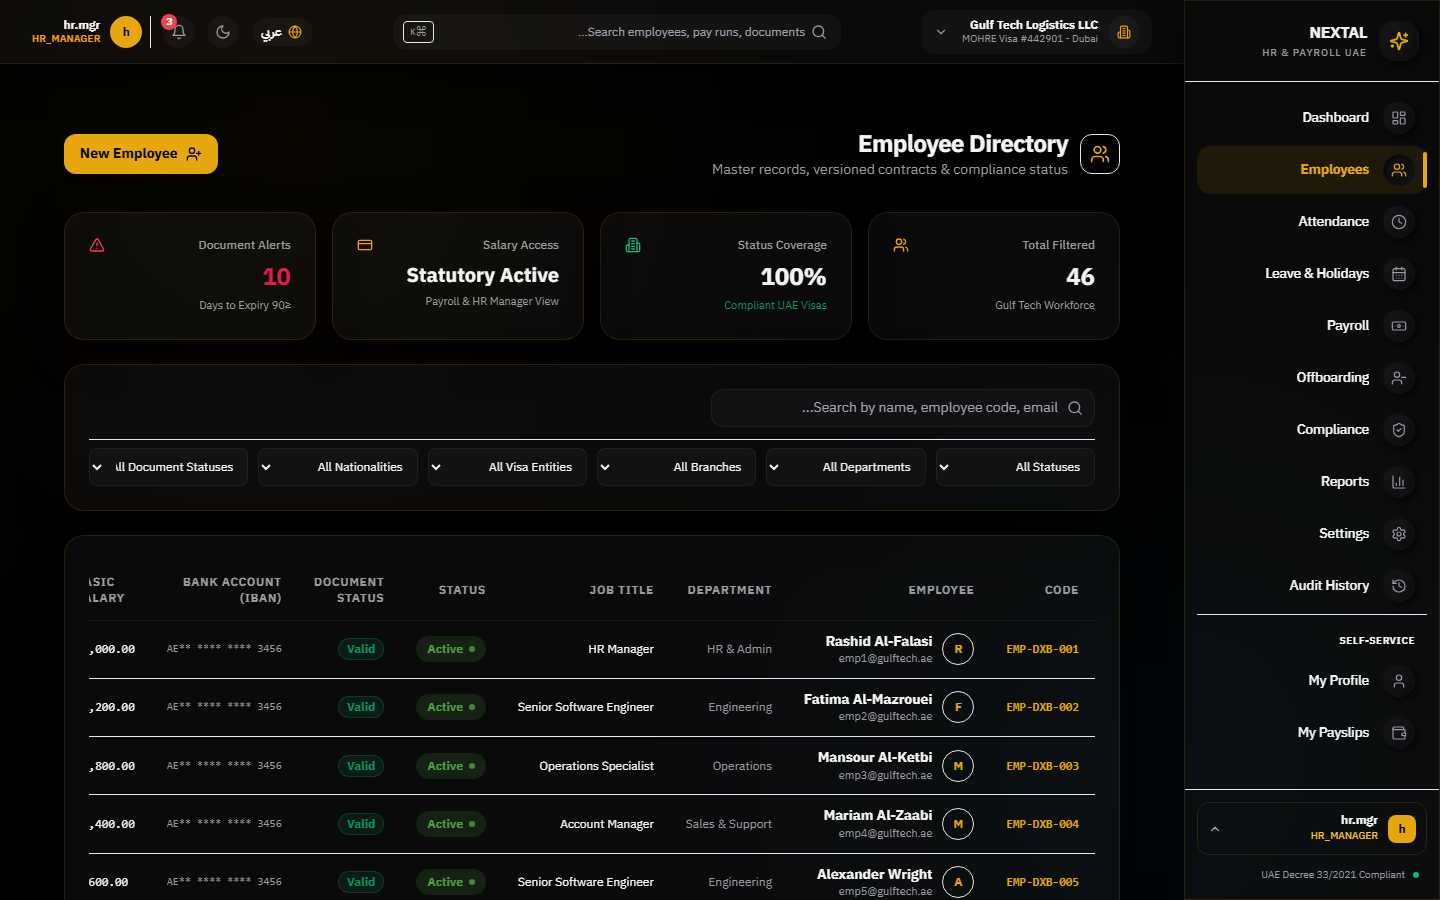 NEXTAL
HR & PAYROLL UAE
Dashboard
Employees
Attendance
Leave & Holidays
Payroll
Offboarding
Compliance
Reports
Settings
Audit History
SELF-SERVICE
My Profile
My Payslips
hr.mgr
HR_MANAGER
h
UAE Decree 33/2021 Compliant
Gulf Tech Logistics LLC
MOHRE Visa #442901 - Dubai
...Search employees, pay runs, documents
K⌘
عربي
3
h
hr.mgr
HR_MANAGER
Employee Directory
Master records, versioned contracts & compliance status
New Employee
Total Filtered
46
Gulf Tech Workforce
Status Coverage
100%
Compliant UAE Visas
Salary Access
Statutory Active
Payroll & HR Manager View
Document Alerts
10
Days to Expiry 90≥
...Search by name, employee code, email
All Statuses
All Departments
All Branches
All Visa Entities
All Nationalities
ll Document Statuses
CODE EMPLOYEE DEPARTMENT JOB TITLE STATUS DOCUMENT STATUS BANK ACCOUNT (IBAN) ASIC ALARY
EMP-DXB-001 R Rashid Al-Falasi HR & Admin HR Manager Active Valid AE** **** **** 3456 ,000.00
emp1@gulftech.ae
EMP-DXB-002 F Fatima Al-Mazrouei Engineering Senior Software Engineer Active Valid AE** **** **** 3456 ,200.00
emp2@gulftech.ae
EMP-DXB-003 M Mansour Al-Ketbi Operations Operations Specialist Active Valid AE** **** **** 3456 ,800.00
emp3@gulftech.ae
EMP-DXB-004 M Mariam Al-Zaabi Sales & Support Account Manager Active Valid AE** **** **** 3456 ,400.00
emp4@gulftech.ae
EMP-DXB-005 A Alexander Wright Engineering Senior Software Engineer Active Valid AE** **** **** 3456 600.00
emp5@gulftech.ae